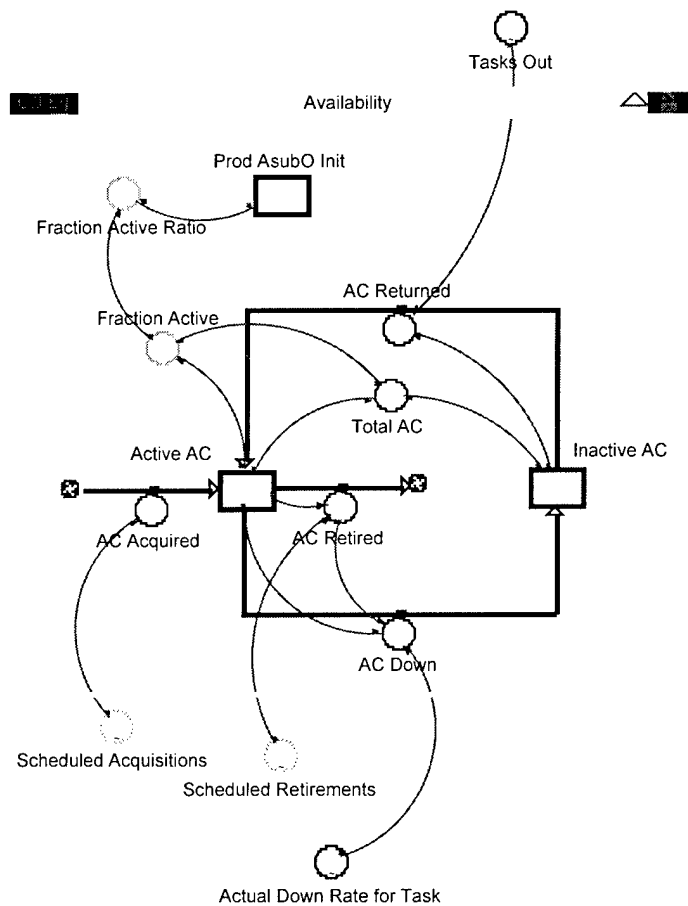 Tasks Out
Availability
Prod AsubO Init
Fraction Active Ratio
AC Returned
Fraction Active
Total AC
Active AC
Inactive AC
AC Acquired
AC Retired
AC Down
Scheduled Acquisitions
Scheduled Retirements
Actual Down Rate for Task